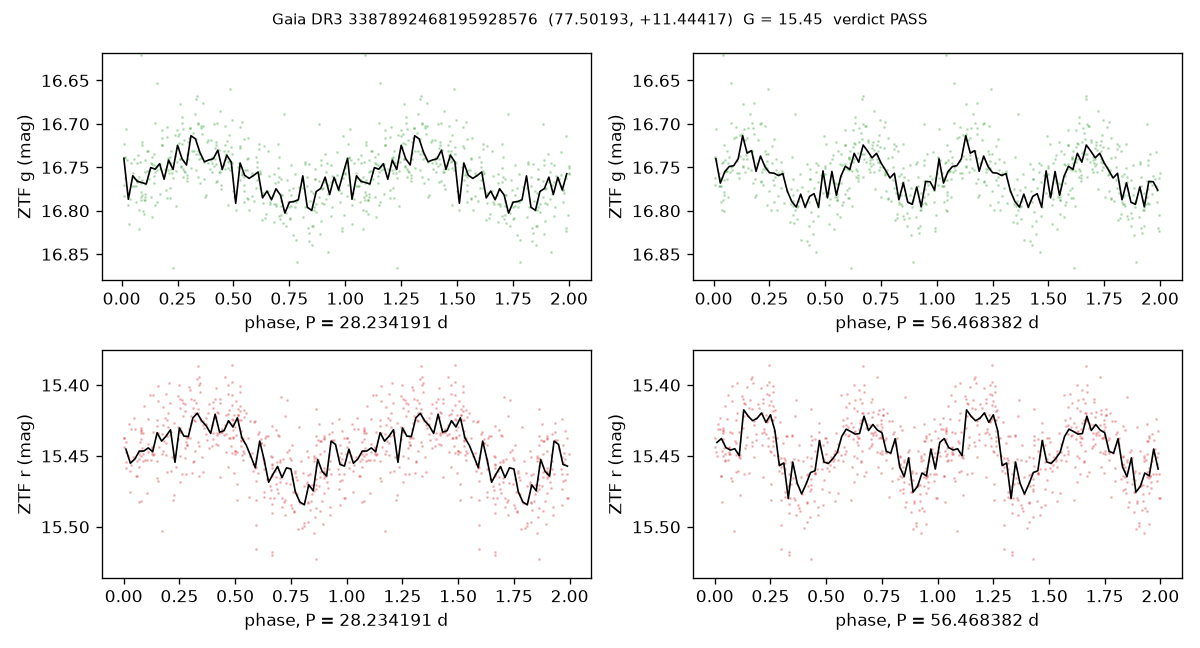 Gaia DR3 3387892468195928576  (77.50193, +11.44417)  G = 15.45  verdict PASS
ZTF g (mag)
16.65
16.70
16.75
16.80
16.85
0.00 0.25 0.50 0.75 1.00 1.25 1.50 1.75 2.00
phase, P = 28.234191 d
ZTF g (mag)
16.65
16.70
16.75
16.80
16.85
0.00 0.25 0.50 0.75 1.00 1.25 1.50 1.75 2.00
phase, P = 56.468382 d
ZTF r (mag)
15.40
15.45
15.50
0.00 0.25 0.50 0.75 1.00 1.25 1.50 1.75 2.00
phase, P = 28.234191 d
ZTF r (mag)
15.40
15.45
15.50
0.00 0.25 0.50 0.75 1.00 1.25 1.50 1.75 2.00
phase, P = 56.468382 d